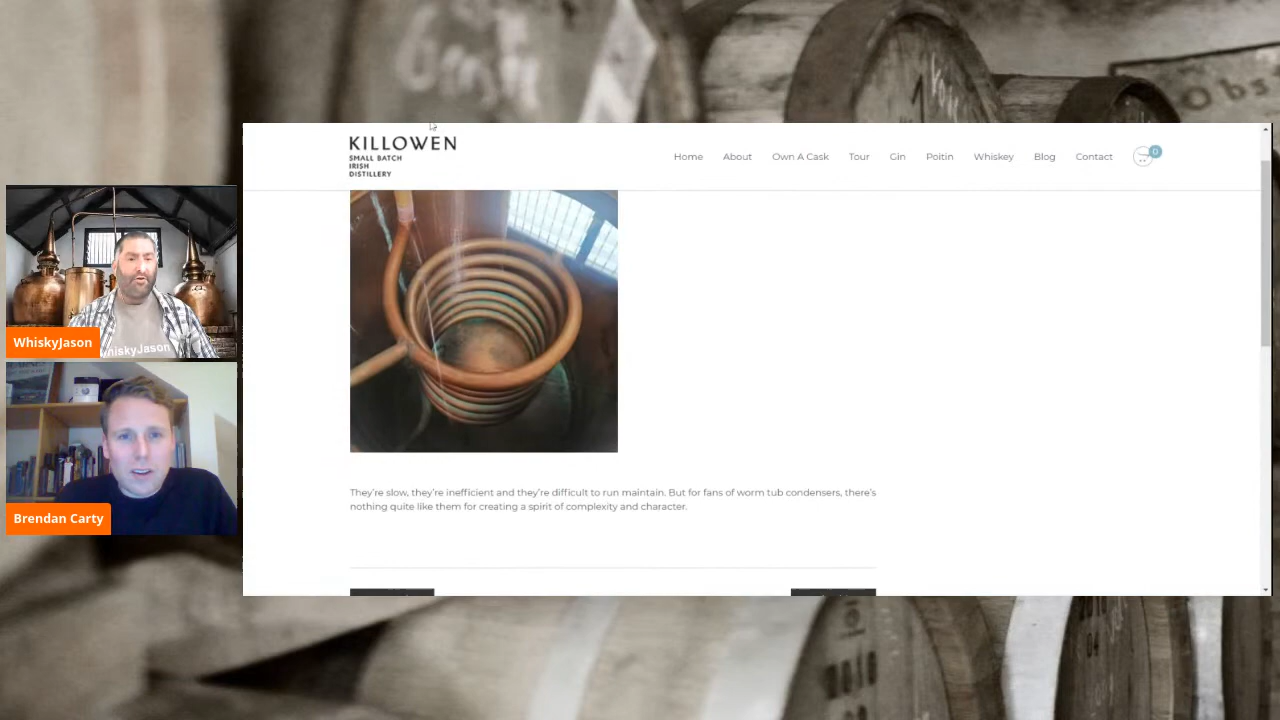 KILLOWEN
SMALL BATCH
IRISH
DISTILLERY
Home About Own A Cask Tour Gin Poitin Whiskey Blog Contact 0
WhiskyJason
hiskyJason
Brendan Carty
They're slow, they're inefficient and they're difficult to run maintain. But for fans of worm tub condensers, there's
nothing quite like them for creating a spirit of complexity and character.